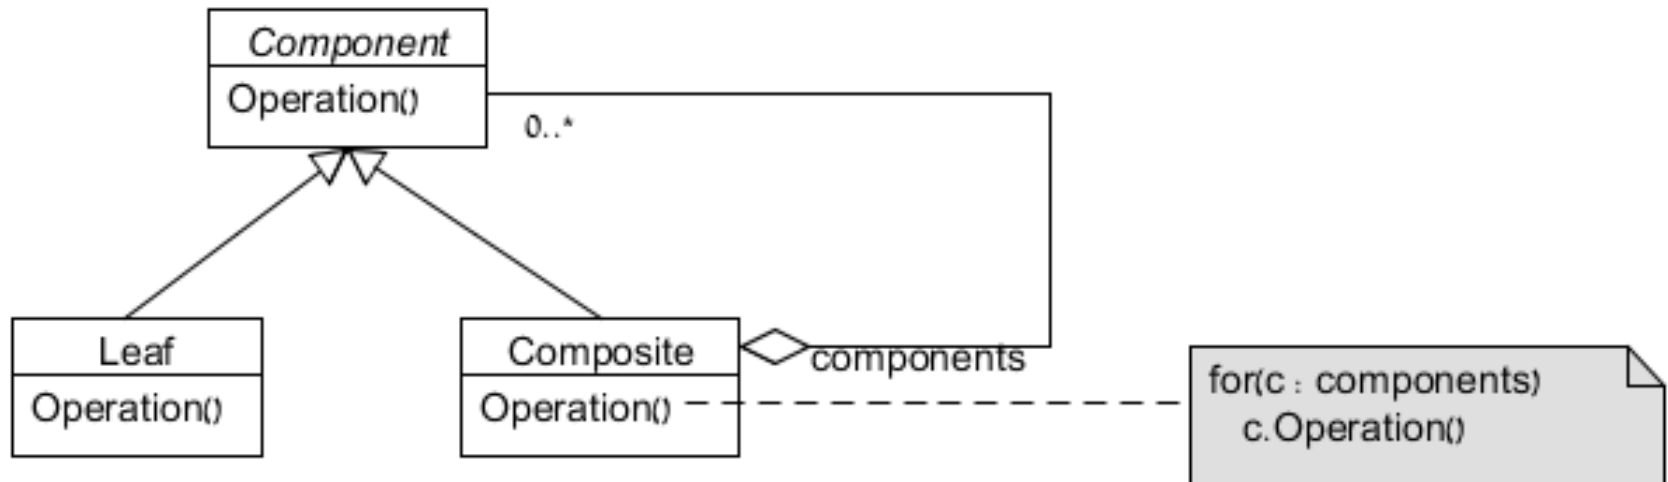 Component
Operation()
0..*
Leaf
Operation()
Composite
Operation()
components
for(c : components)
c.Operation()